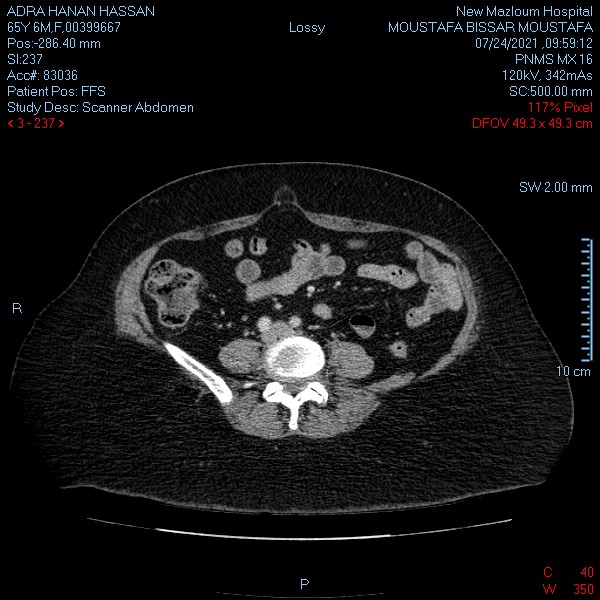 ADRA HANAN HASSAN
65Y 6M,F,00399667
Pos:-286.40 mm
SI:237
Acc#: 83036
Patient Pos: FFS
Study Desc: Scanner Abdomen
< 3 - 237 >
Lossy
New Mazloum Hospital
MOUSTAFA BISSAR MOUSTAFA
07/24/2021 ,09:59:12
PNMS MX 16
120kV, 342mAs
SC:500.00 mm
117% Pixel
DFOV 49.3 x 49.3 cm
SW 2.00 mm
R
10 cm
P
C 40
W 350